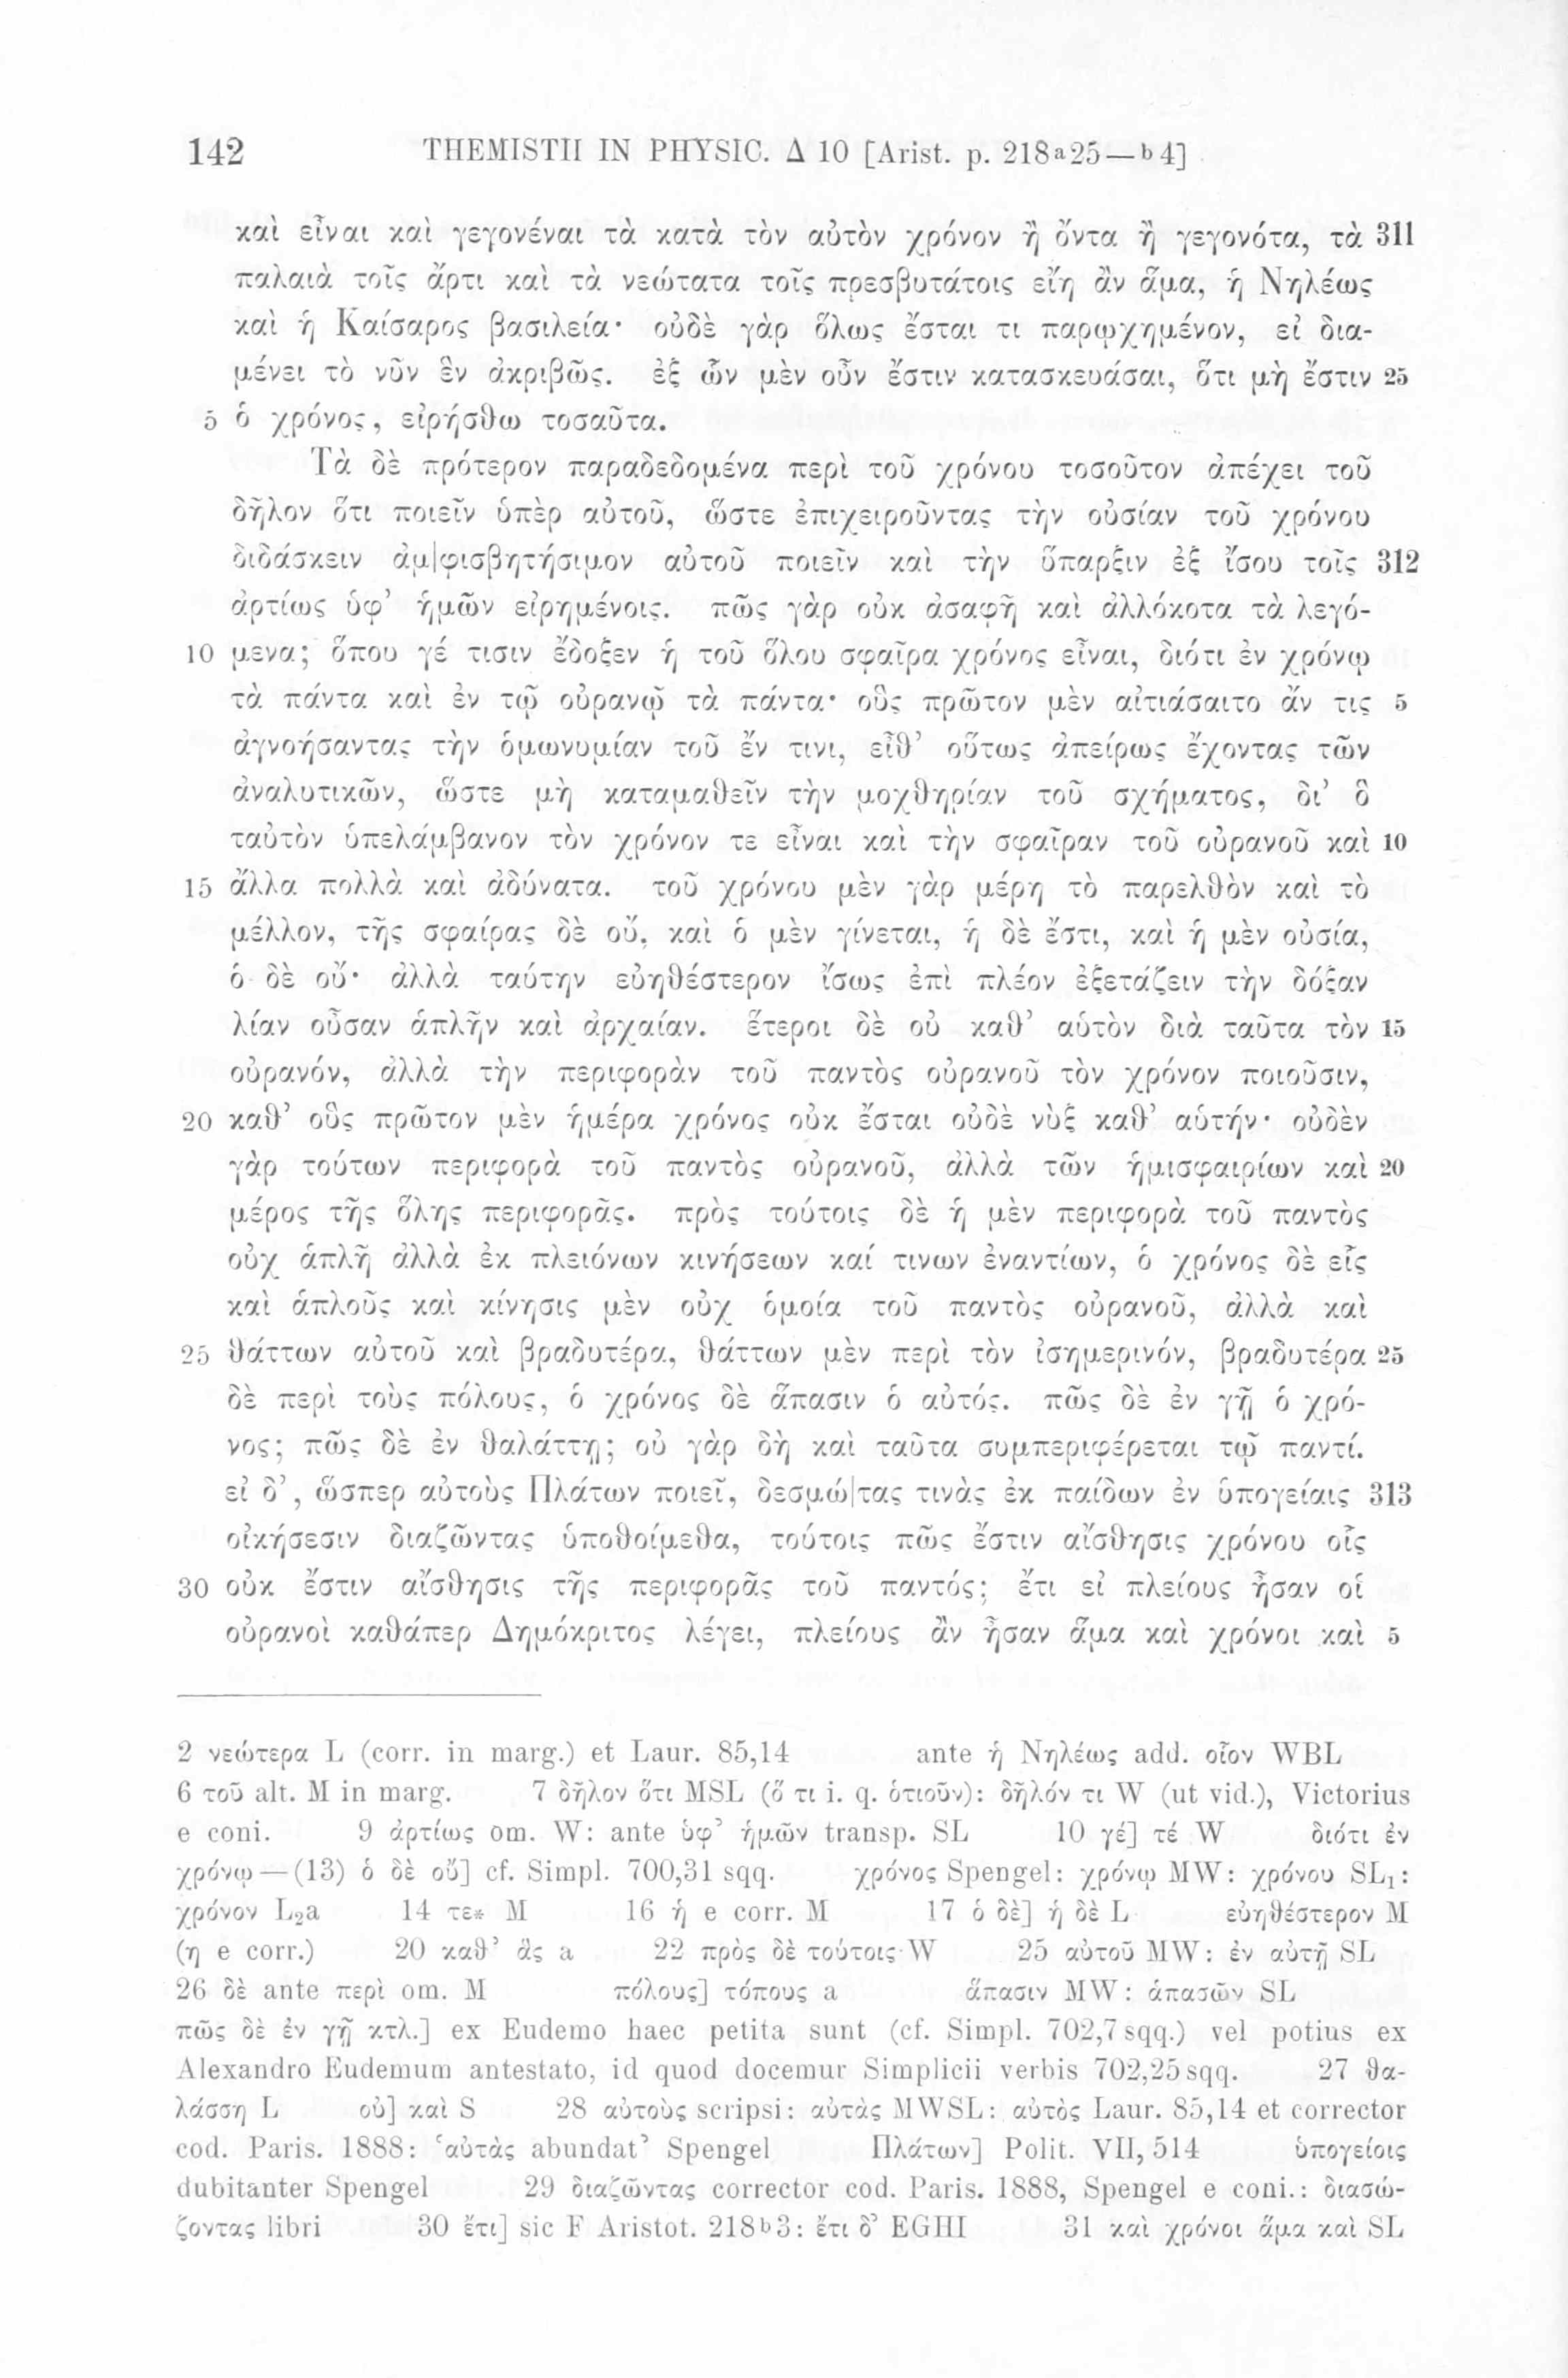 142 THEMISTII IN PHYSIC. Δ 10 [Arist. p. 218ᵃ25—ᵇ4]
καὶ εἶναι καὶ γεγονέναι τὰ κατὰ τὸν αὐτὸν χρόνον ἢ ὄντα ἢ γεγονότα, τὰ 311
παλαιὰ τοῖς ἄρτι καὶ τὰ νεώτατα τοῖς πρεσβυτάτοις εἴη ἂν ἅμα, ἡ Νηλέως
καὶ ἡ Καίσαρος βασιλεία· οὐδὲ γὰρ ὅλως ἔσται τι παρῳχημένον, εἰ δια-
μένει τὸ νῦν ἓν ἀκριβῶς. ἐξ ὧν μὲν οὖν ἔστιν κατασκευάσαι, ὅτι μὴ ἔστιν 25
5 ὁ χρόνος, εἰρήσθω τοσαῦτα.
Τὰ δὲ πρότερον παραδεδομένα περὶ τοῦ χρόνου τοσοῦτον ἀπέχει τοῦ
δῆλον ὅτι ποιεῖν ὑπὲρ αὐτοῦ, ὥστε ἐπιχειροῦντας τὴν οὐσίαν τοῦ χρόνου
διδάσκειν ἀμ|φισβητήσιμον αὐτοῦ ποιεῖν καὶ τὴν ὕπαρξιν ἐξ ἴσου τοῖς 312
ἀρτίως ὑφ’ ἡμῶν εἰρημένοις. πῶς γὰρ οὐκ ἀσαφῆ καὶ ἀλλόκοτα τὰ λεγό-
10 μενα; ὅπου γέ τισιν ἔδοξεν ἡ τοῦ ὅλου σφαῖρα χρόνος εἶναι, διότι ἐν χρόνῳ
τὰ πάντα καὶ ἐν τῷ οὐρανῷ τὰ πάντα· οὓς πρῶτον μὲν αἰτιάσαιτο ἄν τις 5
ἀγνοήσαντας τὴν ὁμωνυμίαν τοῦ ἔν τινι, εἶθ’ οὕτως ἀπείρως ἔχοντας τῶν
ἀναλυτικῶν, ὥστε μὴ καταμαθεῖν τὴν μοχθηρίαν τοῦ σχήματος, δι’ ὃ
ταὐτὸν ὑπελάμβανον τὸν χρόνον τε εἶναι καὶ τὴν σφαῖραν τοῦ οὐρανοῦ καὶ 10
15 ἄλλα πολλὰ καὶ ἀδύνατα. τοῦ χρόνου μὲν γὰρ μέρη τὸ παρελθὸν καὶ τὸ
μέλλον, τῆς σφαίρας δὲ οὔ, καὶ ὁ μὲν γίνεται, ἡ δὲ ἔστι, καὶ ἡ μὲν οὐσία,
ὁ δὲ οὔ· ἀλλὰ ταύτην εὐηθέστερον ἴσως ἐπὶ πλέον ἐξετάζειν τὴν δόξαν
λίαν οὖσαν ἁπλῆν καὶ ἀρχαίαν. ἕτεροι δὲ οὐ καθ’ αὑτὸν διὰ ταῦτα τὸν 15
οὐρανόν, ἀλλὰ τὴν περιφορὰν τοῦ παντὸς οὐρανοῦ τὸν χρόνον ποιοῦσιν,
20 καθ’ οὓς πρῶτον μὲν ἡμέρα χρόνος οὐκ ἔσται οὐδὲ νὺξ καθ’ αὑτήν· οὐδὲν
γὰρ τούτων περιφορὰ τοῦ παντὸς οὐρανοῦ, ἀλλὰ τῶν ἡμισφαιρίων καὶ 20
μέρος τῆς ὅλης περιφορᾶς. πρὸς τούτοις δὲ ἡ μὲν περιφορὰ τοῦ παντὸς
οὐχ ἁπλῆ ἀλλὰ ἐκ πλειόνων κινήσεων καί τινων ἐναντίων, ὁ χρόνος δὲ εἷς
καὶ ἁπλοῦς καὶ κίνησις μὲν οὐχ ὁμοία τοῦ παντὸς οὐρανοῦ, ἀλλὰ καὶ
25 θάττων αὐτοῦ καὶ βραδυτέρα, θάττων μὲν περὶ τὸν ἰσημερινόν, βραδυτέρα 25
δὲ περὶ τοὺς πόλους, ὁ χρόνος δὲ ἅπασιν ὁ αὐτός. πῶς δὲ ἐν γῇ ὁ χρό-
νος; πῶς δὲ ἐν θαλάττῃ; οὐ γὰρ δὴ καὶ ταῦτα συμπεριφέρεται τῷ παντί.
εἰ δ’, ὥσπερ αὐτοὺς Πλάτων ποιεῖ, δεσμώ|τας τινὰς ἐκ παίδων ἐν ὑπογείαις 313
οἰκήσεσιν διαζῶντας ὑποθοίμεθα, τούτοις πῶς ἔστιν αἴσθησις χρόνου οἷς
30 οὐκ ἔστιν αἴσθησις τῆς περιφορᾶς τοῦ παντός; ἔτι εἰ πλείους ἦσαν οἱ
οὐρανοὶ καθάπερ Δημόκριτος λέγει, πλείους ἂν ἦσαν ἅμα καὶ χρόνοι καὶ 5
2 νεώτερα L (corr. in marg.) et Laur. 85,14 ante ἡ Νηλέως add. οἷον WBL
6 τοῦ alt. M in marg. 7 δῆλον ὅτι MSL (ὅ τι i. q. ὁτιοῦν): δῆλόν τι W (ut vid.), Victorius
e coni. 9 ἀρτίως om. W: ante ὑφ’ ἡμῶν transp. SL 10 γέ] τέ W διότι ἐν
χρόνῳ — (13) ὁ δὲ οὔ] cf. Simpl. 700,31 sqq. χρόνος Spengel: χρόνῳ MW: χρόνου SL₁:
χρόνον L₂a 14 τε* M 16 ἡ e corr. M 17 ὁ δὲ] ἡ δὲ L εὐηθέστερον M
(η e corr.) 20 καθ’ ἃς a 22 πρὸς δὲ τούτοις W 25 αὐτοῦ MW: ἐν αὐτῇ SL
26 δὲ ante περὶ om. M πόλους] τόπους a ἅπασιν MW: ἁπασῶν SL
πῶς δὲ ἐν γῇ κτλ.] ex Eudemo haec petita sunt (cf. Simpl. 702,7 sqq.) vel potius ex
Alexandro Eudemum antestato, id quod docemur Simplicii verbis 702,25 sqq. 27 θα-
λάσσῃ L οὐ] καὶ S 28 αὐτοὺς scripsi: αὐτὰς MWSL: αὐτὸς Laur. 85,14 et corrector
cod. Paris. 1888: ‘αὐτὰς abundat’ Spengel Πλάτων] Polit. VII, 514 ὑπογείοις
dubitanter Spengel 29 διαζῶντας corrector cod. Paris. 1888, Spengel e coni.: διασώ-
ζοντας libri 30 ἔτι] sic F Aristot. 218ᵇ3: ἔτι δ’ EGHI 31 καὶ χρόνοι ἅμα καὶ SL